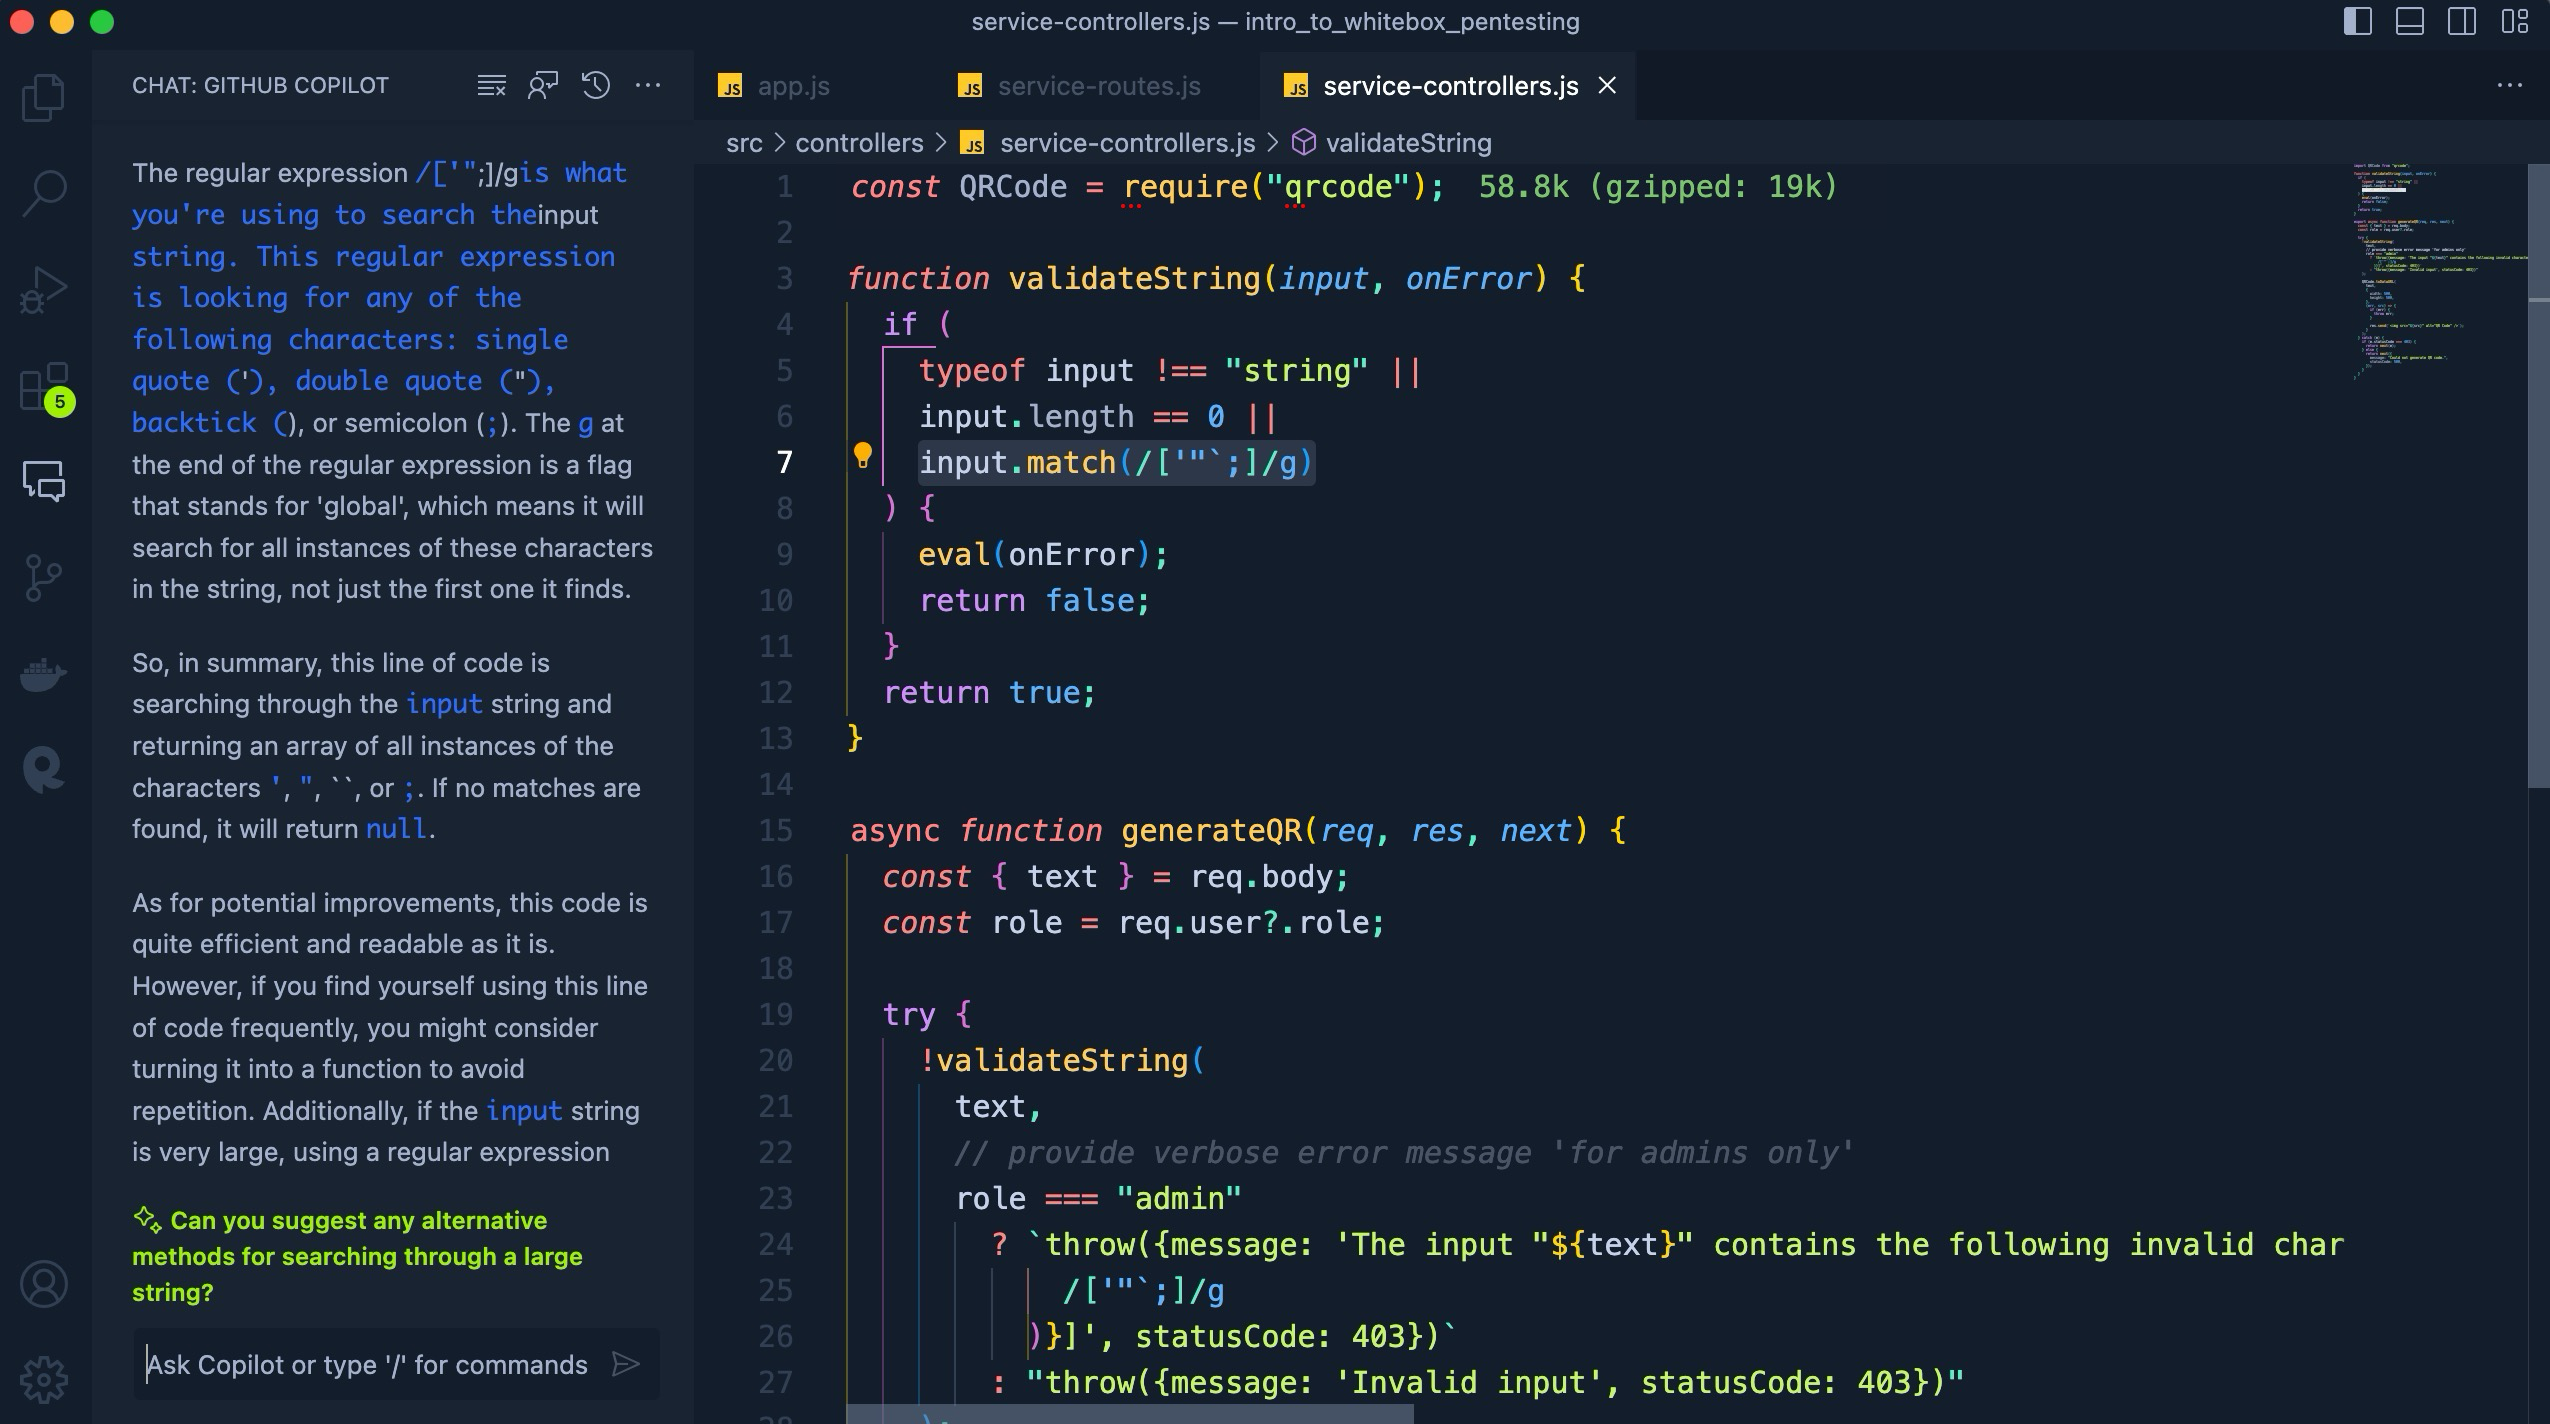 service-controllers.js — intro_to_whitebox_pentesting
CHAT: GITHUB COPILOT
The regular expression /['";]/gis what
you're using to search theinput
string. This regular expression
is looking for any of the
following characters: single
quote ('), double quote ("),
backtick (), or semicolon (;). The g at
the end of the regular expression is a flag
that stands for 'global', which means it will
search for all instances of these characters
in the string, not just the first one it finds.
So, in summary, this line of code is
searching through the input string and
returning an array of all instances of the
characters ', ", ``, or ;. If no matches are
found, it will return null.
As for potential improvements, this code is
quite efficient and readable as it is.
However, if you find yourself using this line
of code frequently, you might consider
turning it into a function to avoid
repetition. Additionally, if the input string
is very large, using a regular expression
Can you suggest any alternative
methods for searching through a large
string?
Ask Copilot or type '/' for commands
5
JS app.js
JS service-routes.js
JS service-controllers.js
src > controllers > JS service-controllers.js > validateString
1 const QRCode = require("qrcode"); 58.8k (gzipped: 19k)
2
3 function validateString(input, onError) {
4 if (
5 typeof input !== "string" ||
6 input.length == 0 ||
7 input.match(/['"`;]/g)
8 ) {
9 eval(onError);
10 return false;
11 }
12 return true;
13 }
14
15 async function generateQR(req, res, next) {
16 const { text } = req.body;
17 const role = req.user?.role;
18
19 try {
20 !validateString(
21 text,
22 // provide verbose error message 'for admins only'
23 role === "admin"
24 ? `throw({message: 'The input "${text}" contains the following invalid char
25 /['"`;]/g
26 )}]', statusCode: 403})`
27 : "throw({message: 'Invalid input', statusCode: 403})"